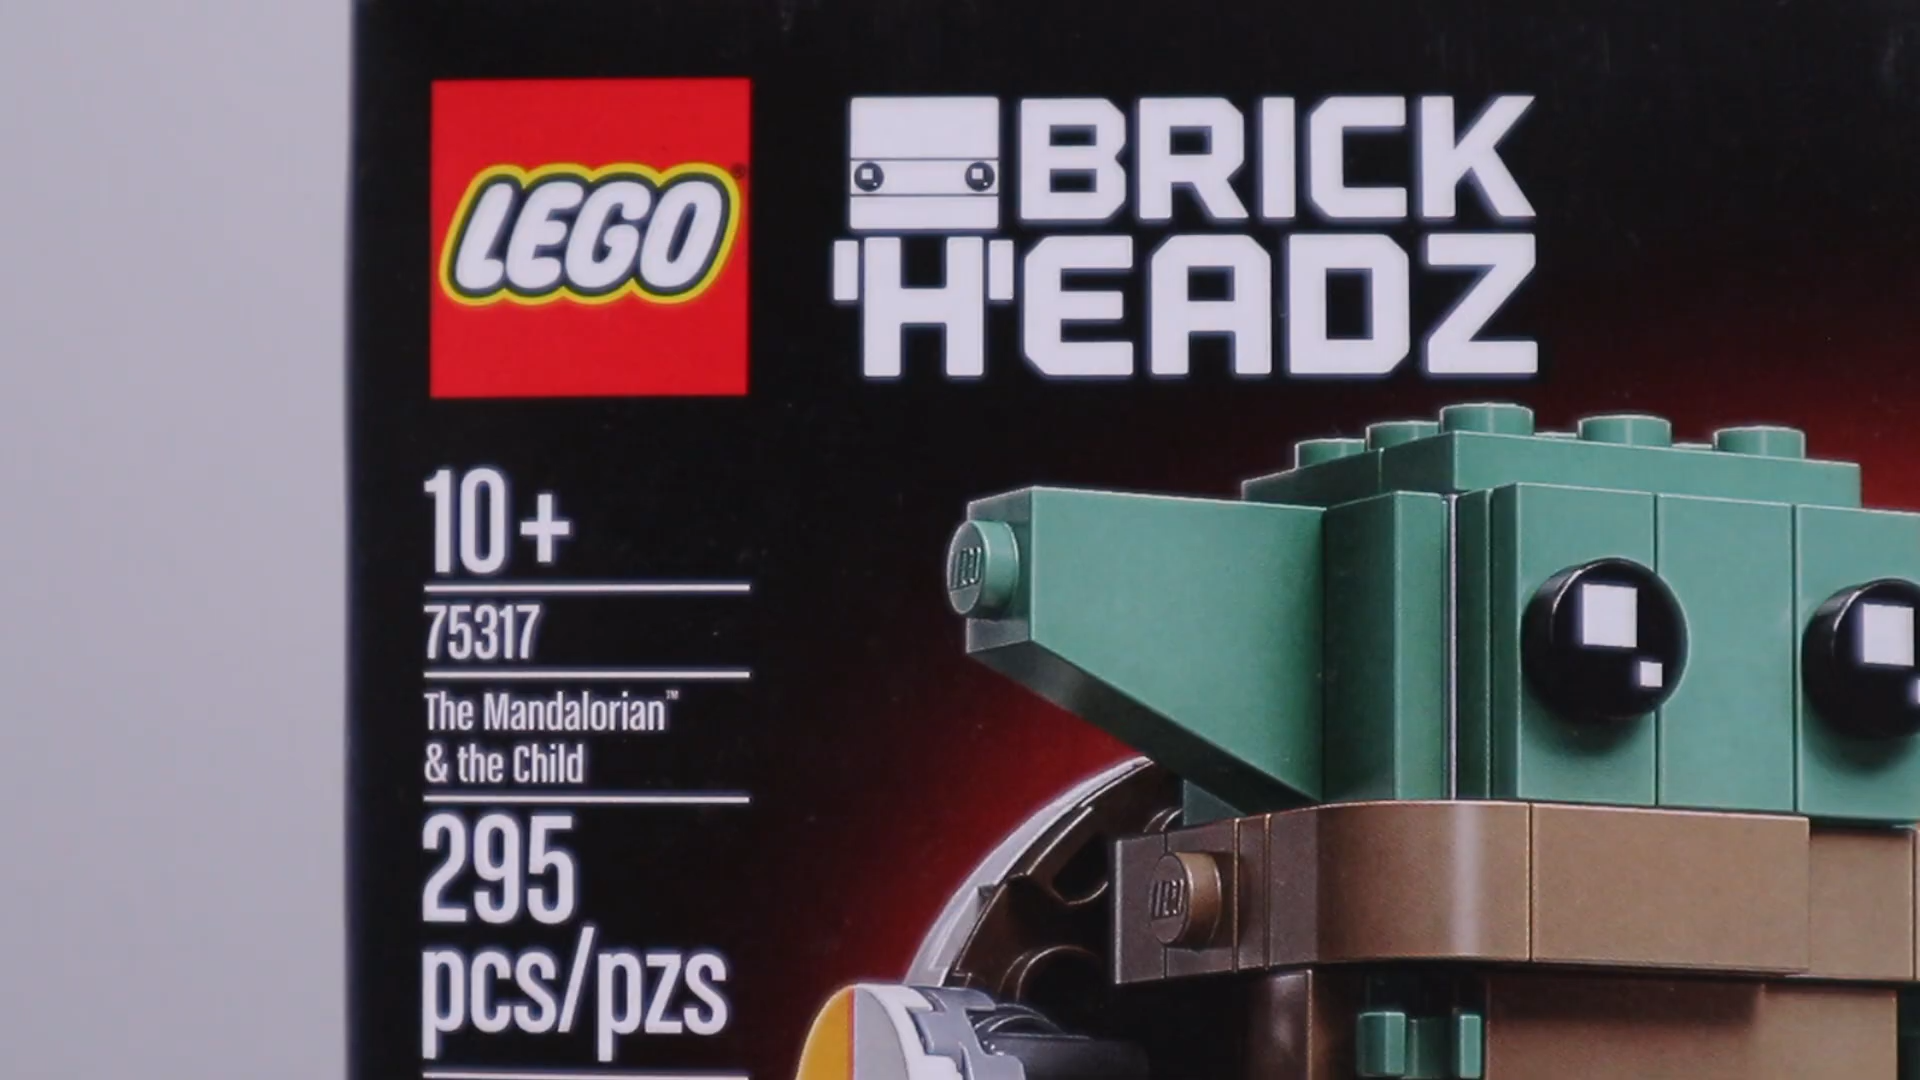 LEGO®
BRICK
HEADZ
10+
75317
The Mandalorian™
& the Child
295
pcs/pzs